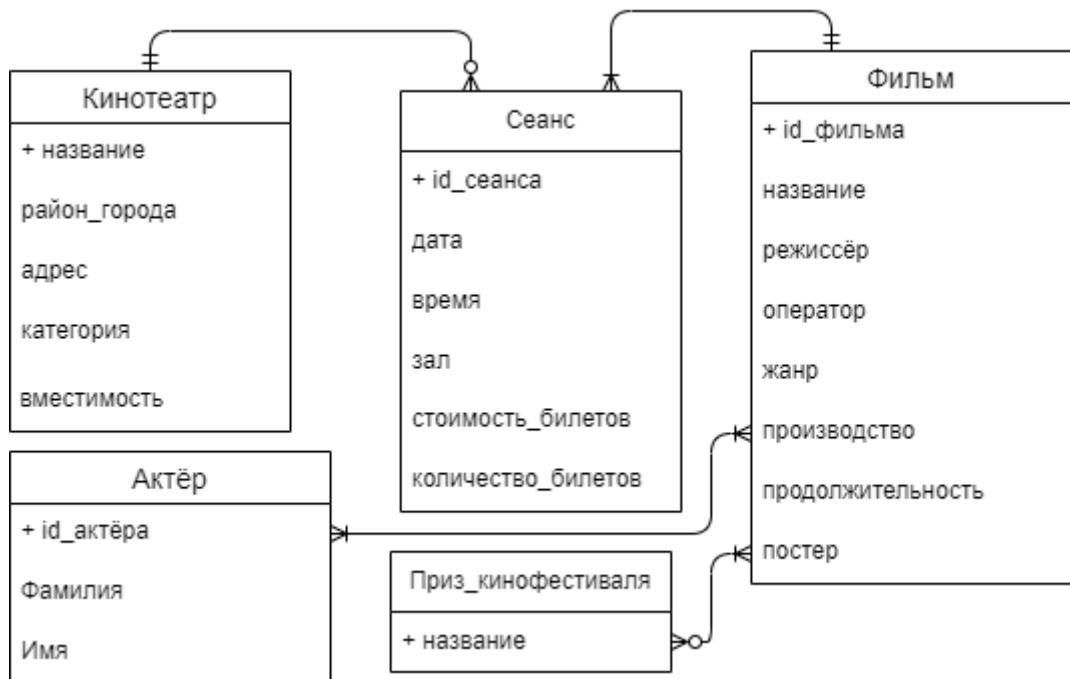 Кинотеатр
+ название
район_города
адрес
категория
вместимость
Сеанс
+ id_сеанса
дата
время
зал
стоимость_билетов
количество_билетов
Фильм
+ id_фильма
название
режиссёр
оператор
жанр
производство
продолжительность
постер
Актёр
+ id_актёра
Фамилия
Имя
Приз_кинофестиваля
+ название